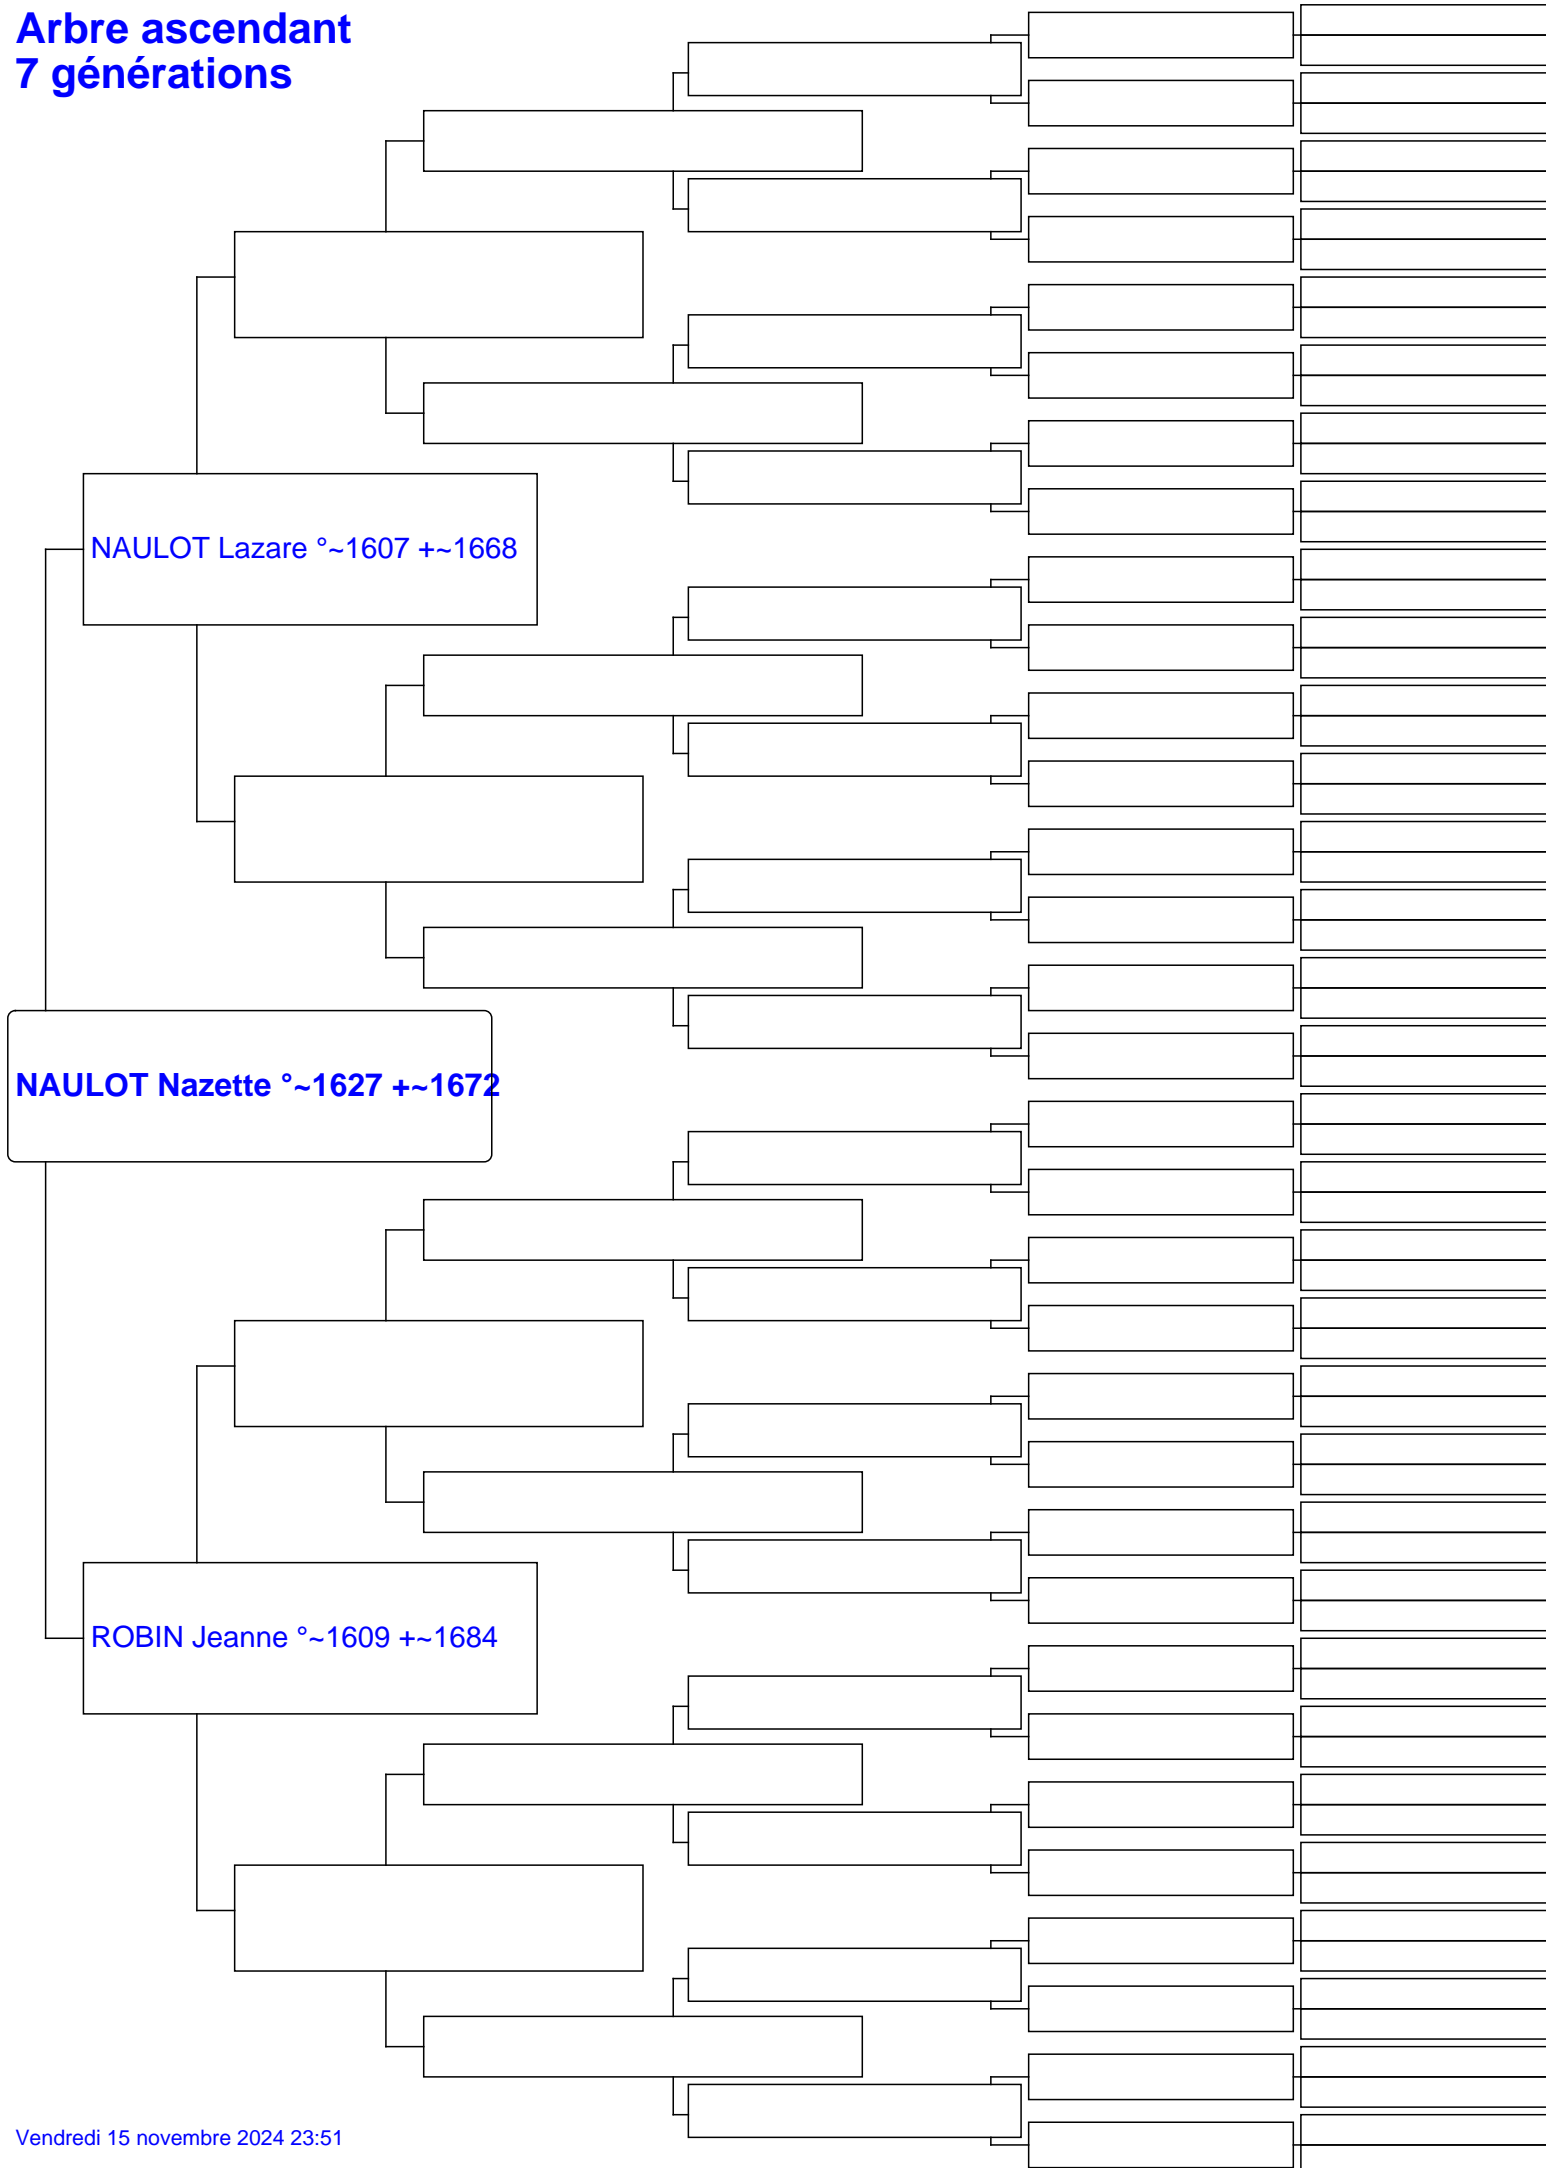 Arbre ascendant
7 générations
NAULOT Lazare °~1607 +~1668
NAULOT Nazette °~1627 +~1672
ROBIN Jeanne °~1609 +~1684
Vendredi 15 novembre 2024 23:51